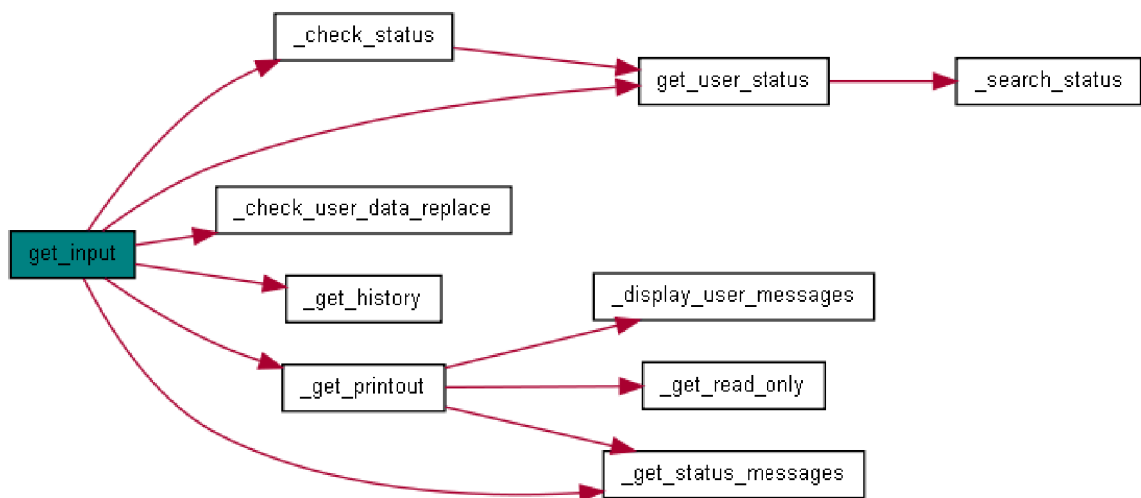 _check_status
get_user_status
_search_status
_check_user_data_replace
get_input
_get_history
_display_user_messages
_get_printout
_get_read_only
_get_status_messages